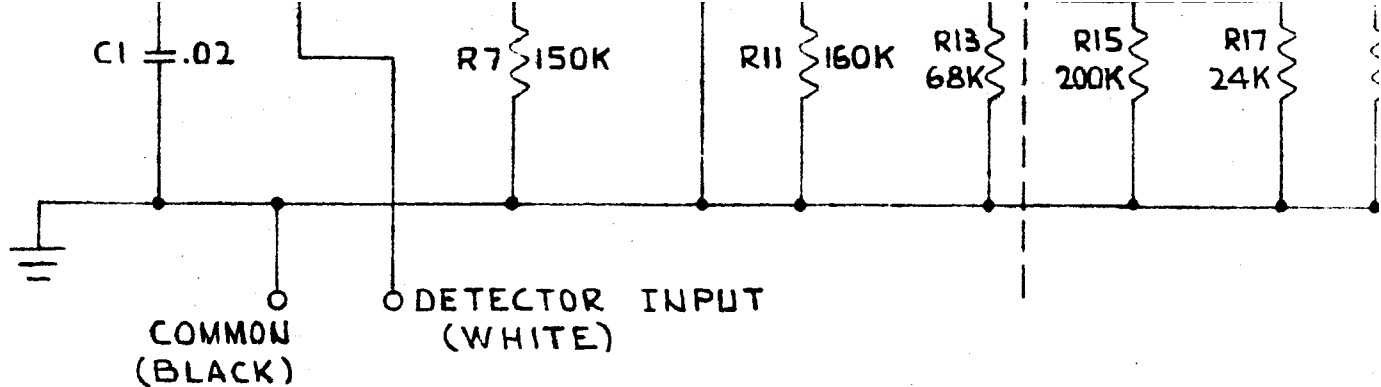 C1 .02
R7 150K
R11 160K
R13
68K
R15
200K
R17
24K
DETECTOR INPUT
(WHITE)
COMMON
(BLACK)